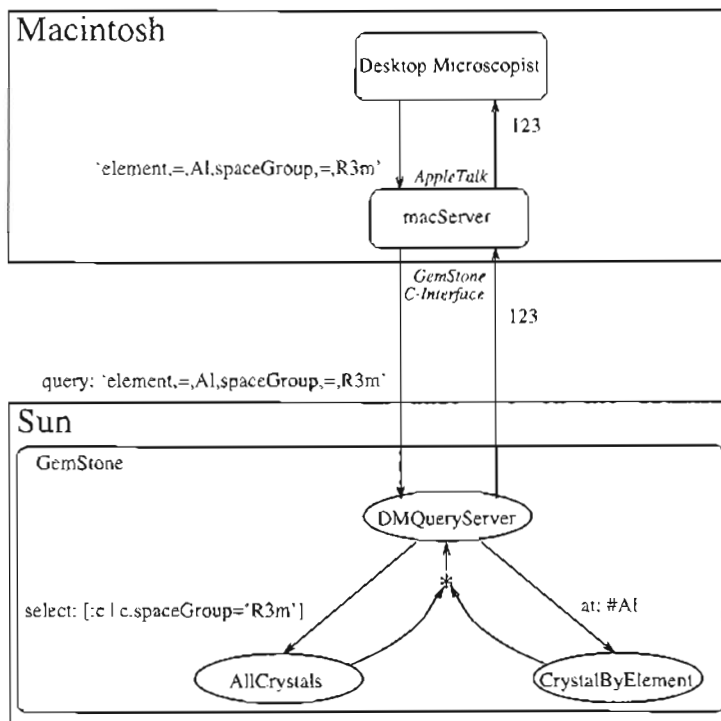 Macintosh
Desktop Microscopist
123
'element,=,Al,spaceGroup,=,R3m'
AppleTalk
macServer
GemStone
C-Interface
123
query: 'element,=,Al,spaceGroup,=,R3m'
Sun
GemStone
DMQueryServer
*
select: [:c | c.spaceGroup='R3m']
at: #Al
AllCrystals
CrystalByElement